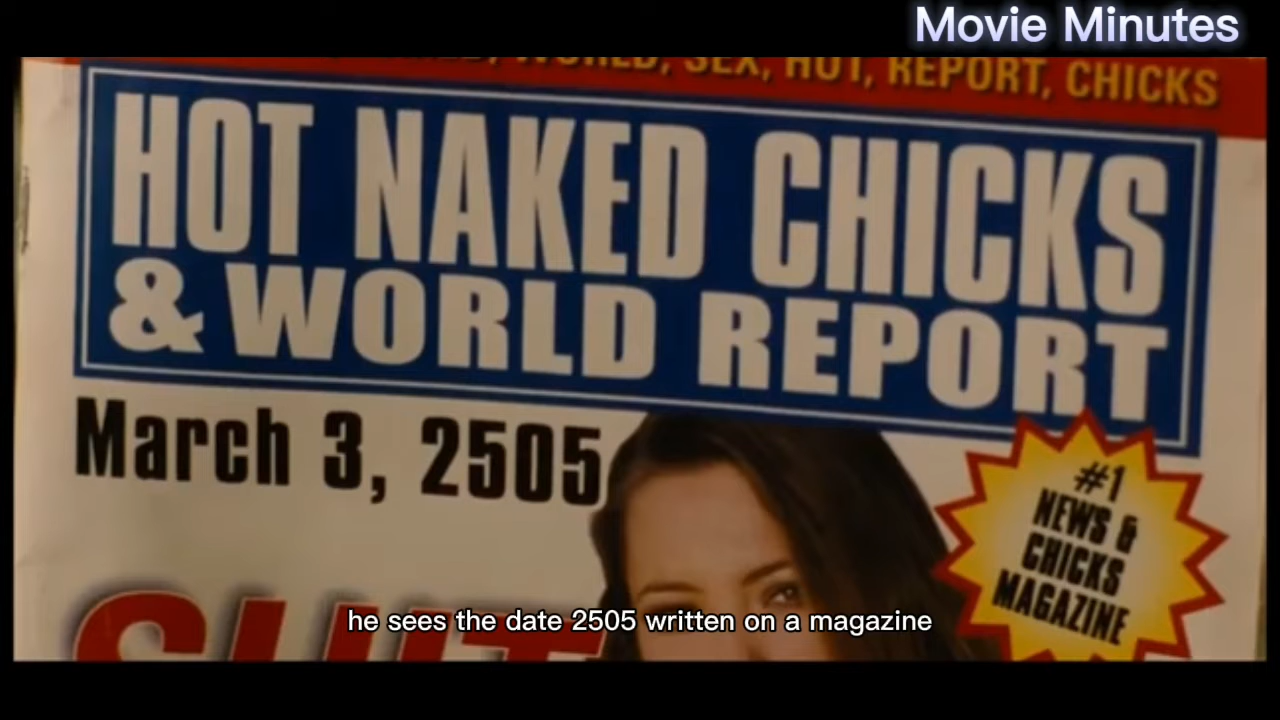 Movie Minutes
WORLD, SEX, HOT, REPORT, CHICKS
HOT NAKED CHICKS
& WORLD REPORT
March 3, 2505
#1
NEWS &
CHICKS
MAGAZINE
he sees the date 2505 written on a magazine